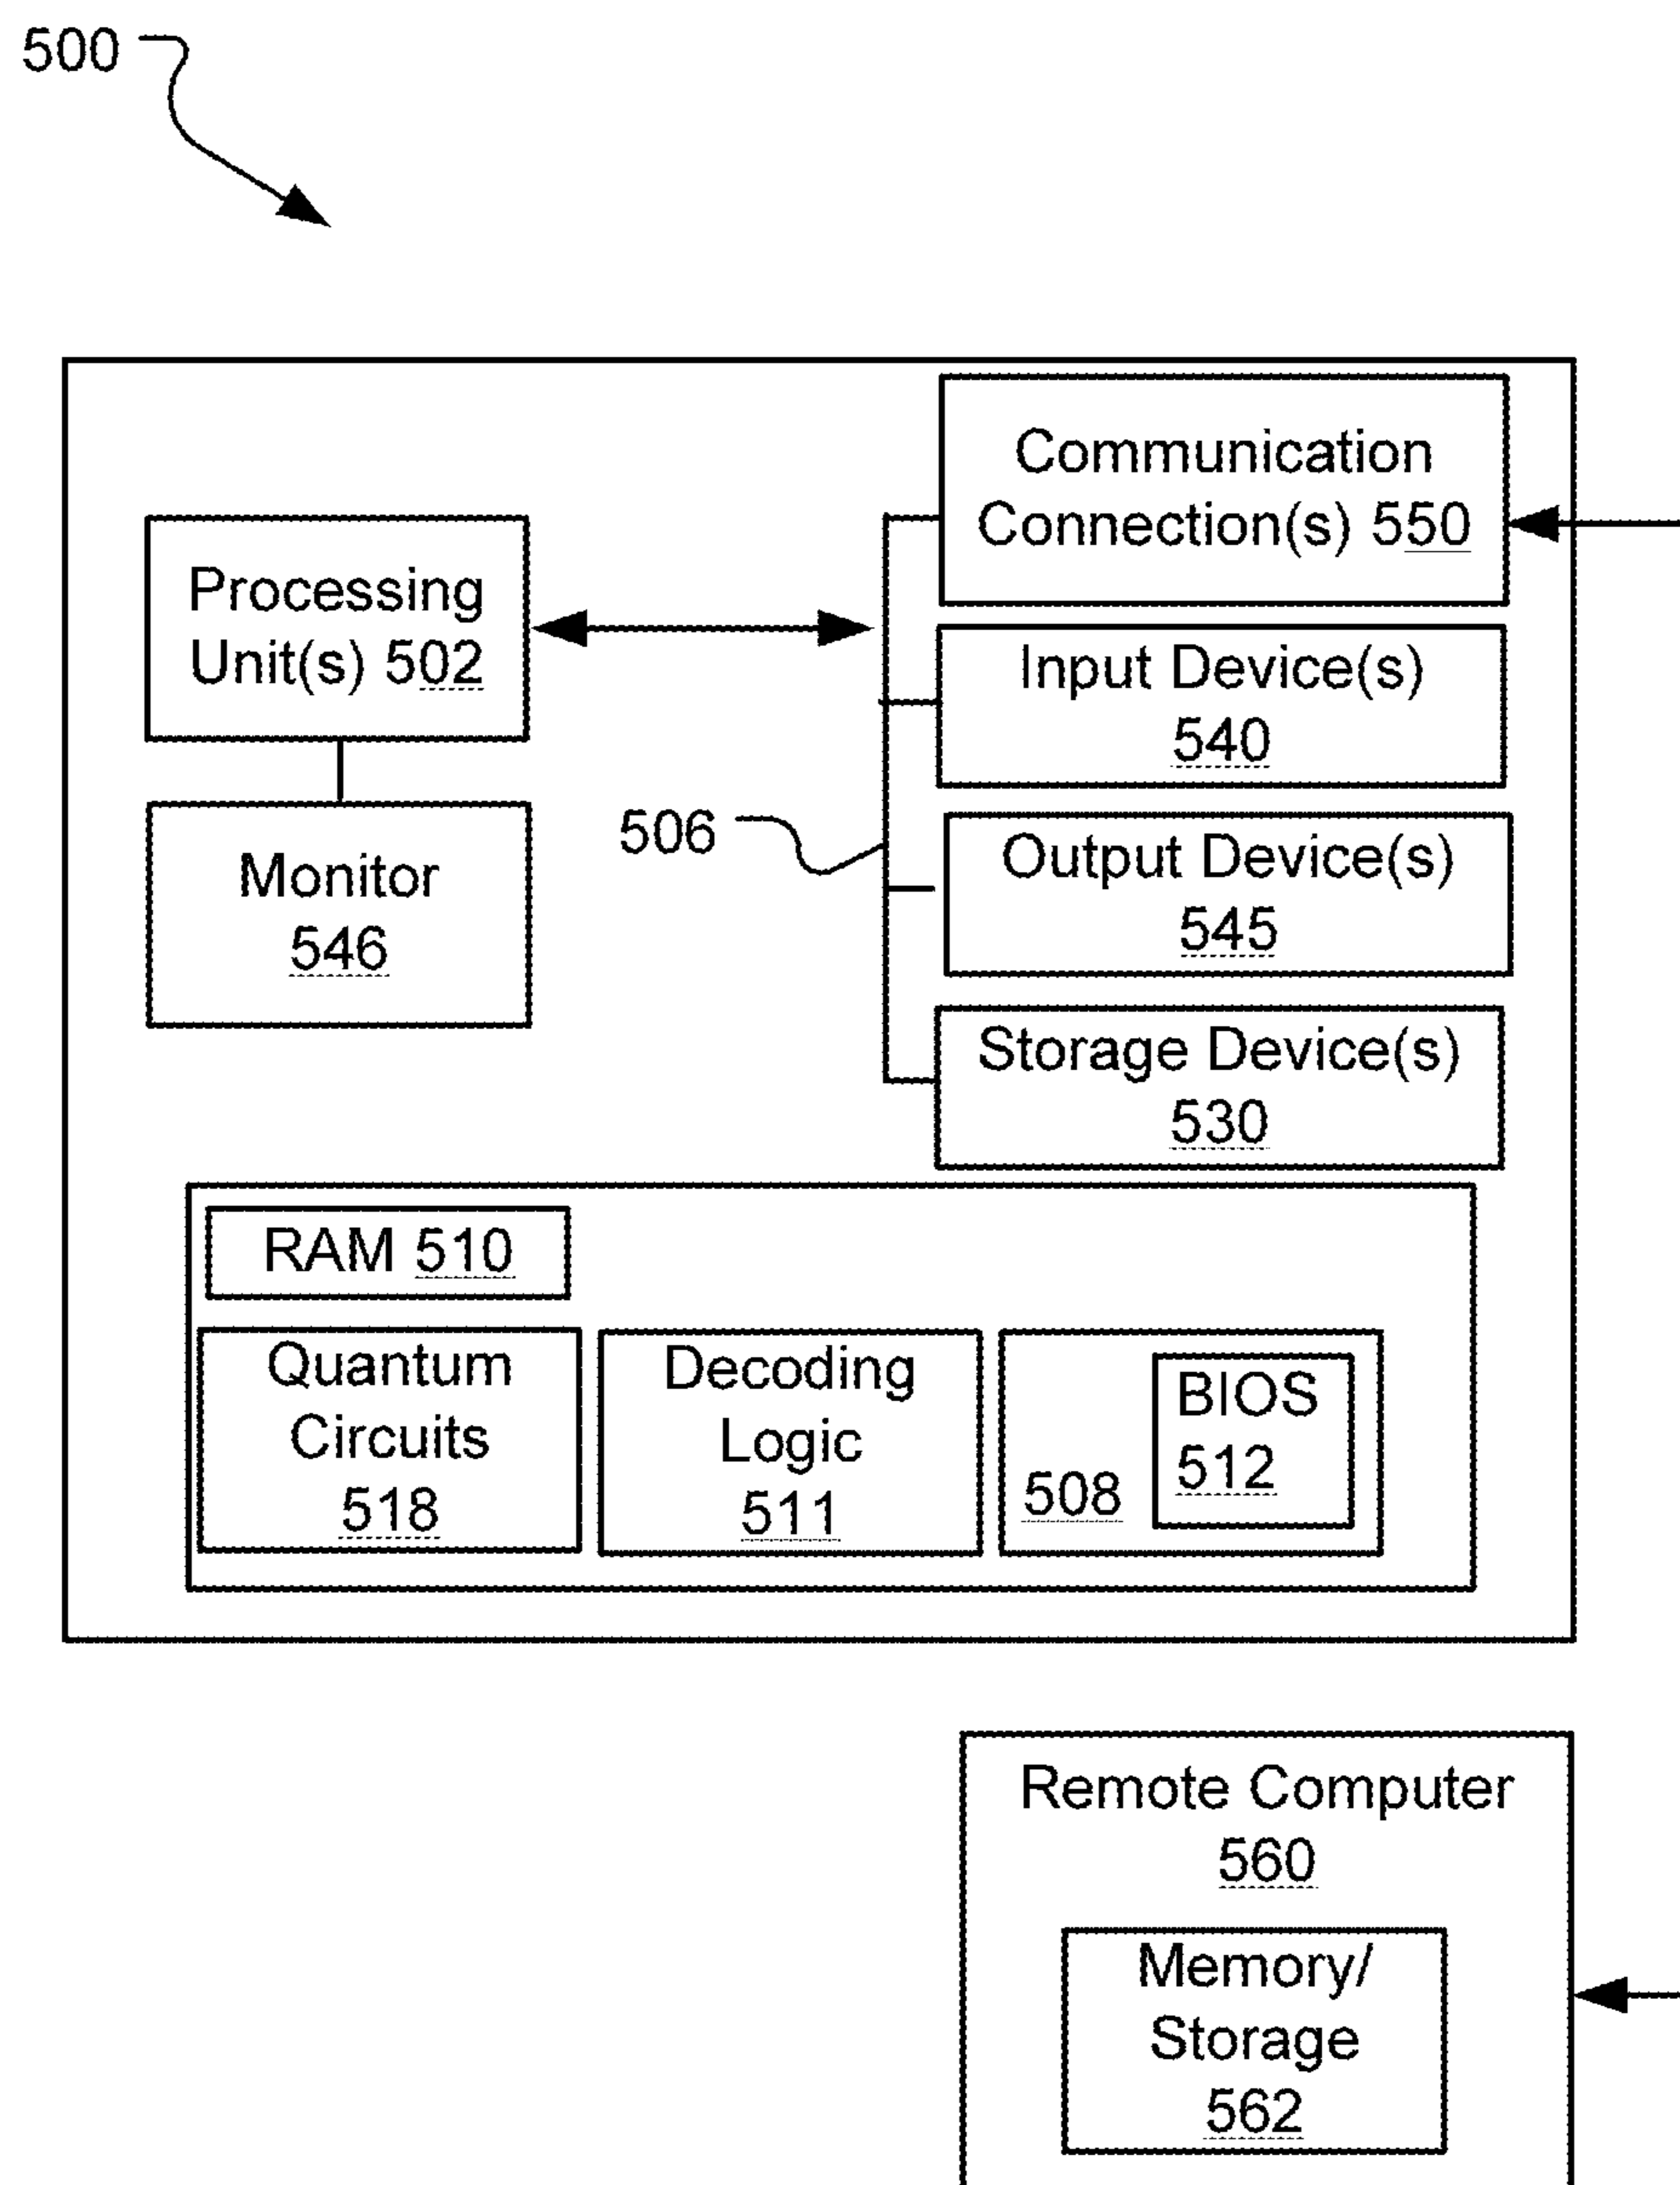 500
Communication
Connection(s) 550
Processing
Unit(s) 502
Input Device(s)
540
506
Monitor
546
Output Device(s)
545
Storage Device(s)
530
RAM 510
Quantum
Circuits
518
Decoding
Logic
511
508
BIOS
512
Remote Computer
560
Memory/
Storage
562